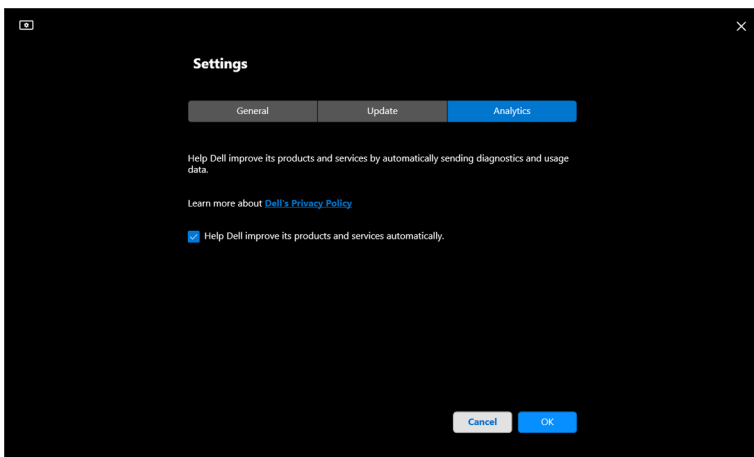 Settings
General
Update
Analytics
Help Dell improve its products and services by automatically sending diagnostics and usage
data.
Learn more about Dell's Privacy Policy
Help Dell improve its products and services automatically.
Cancel
OK